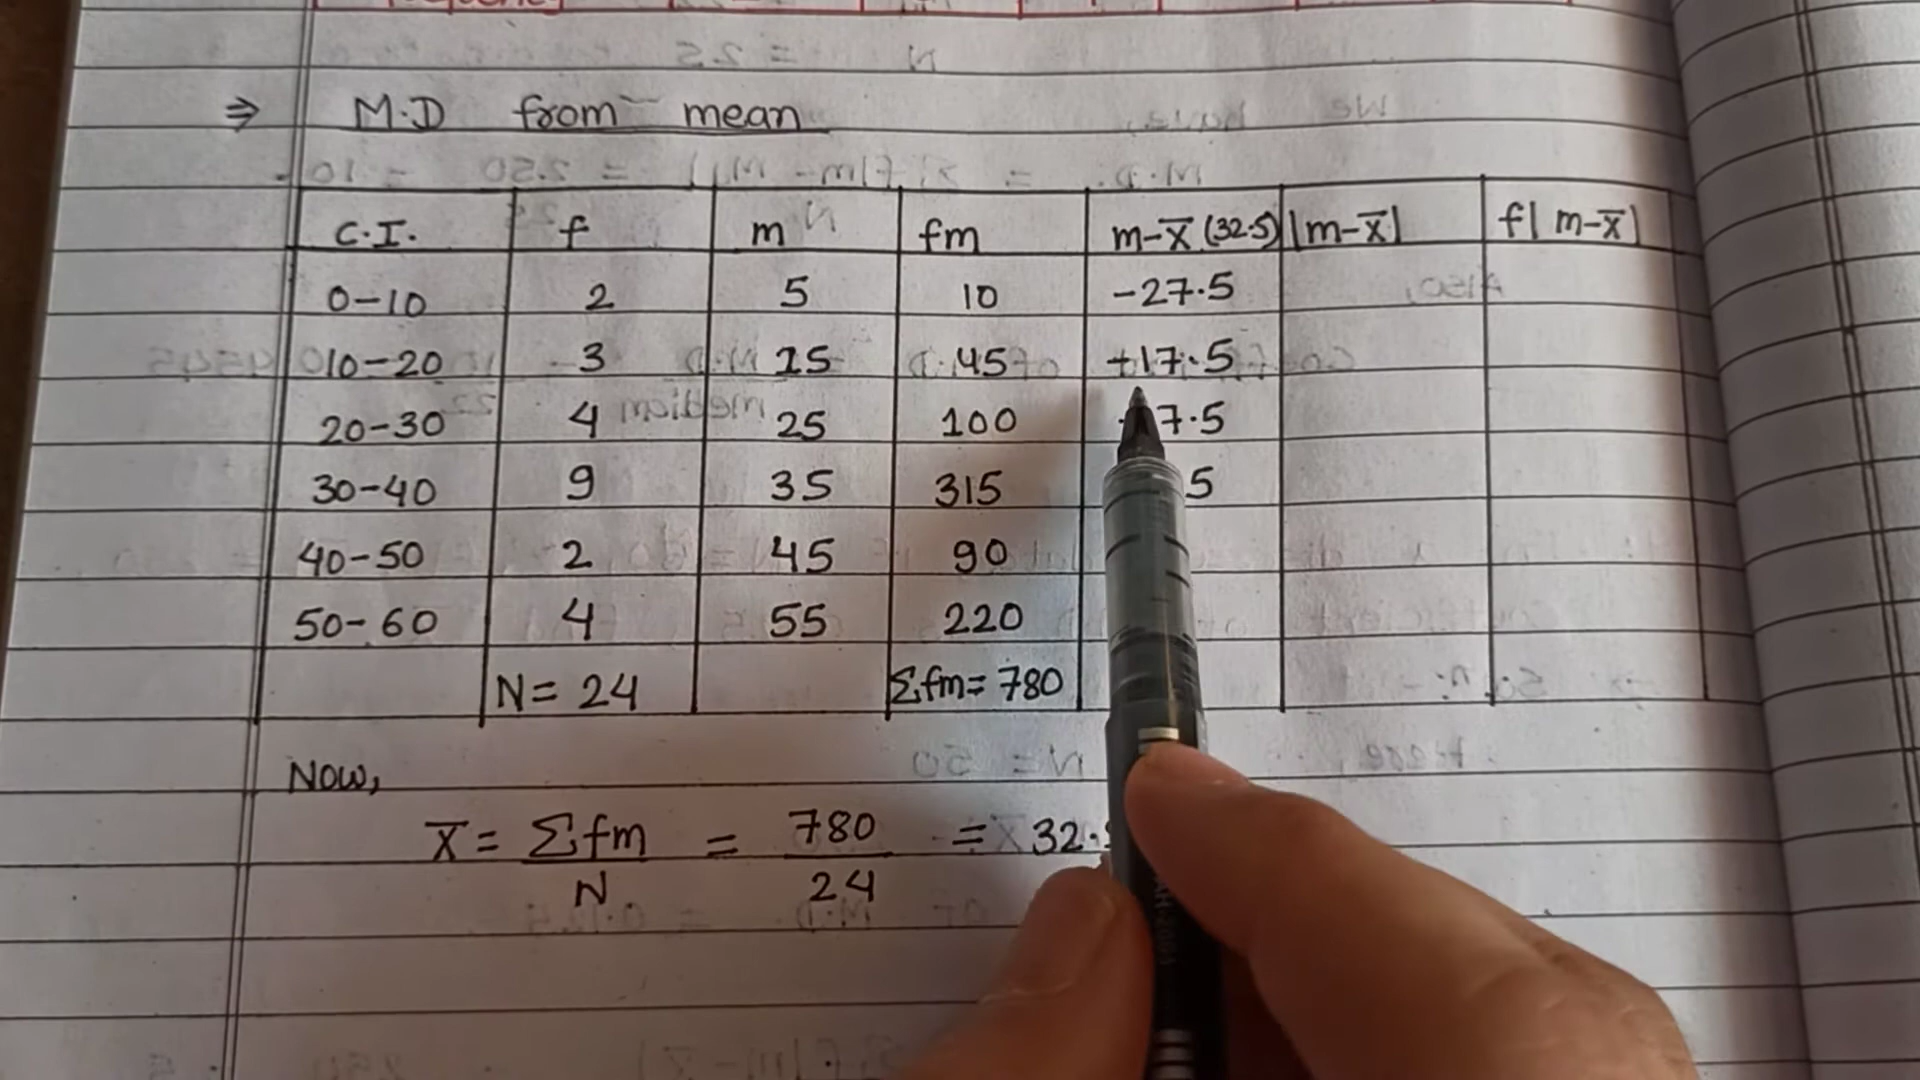 ⇒ M.D from mean
C.I. f m fm m-x̄ (32.5) |m-x̄| f| m-x̄|
0-10 2 5 10 -27.5
10-20 3 15 45 +17.5
20-30 4 25 100 7.5
30-40 9 35 315 5
40-50 2 45 90
50-60 4 55 220
N = 24 Σfm= 780
Now,
x̄ = Σfm/N = 780/24 = 32.